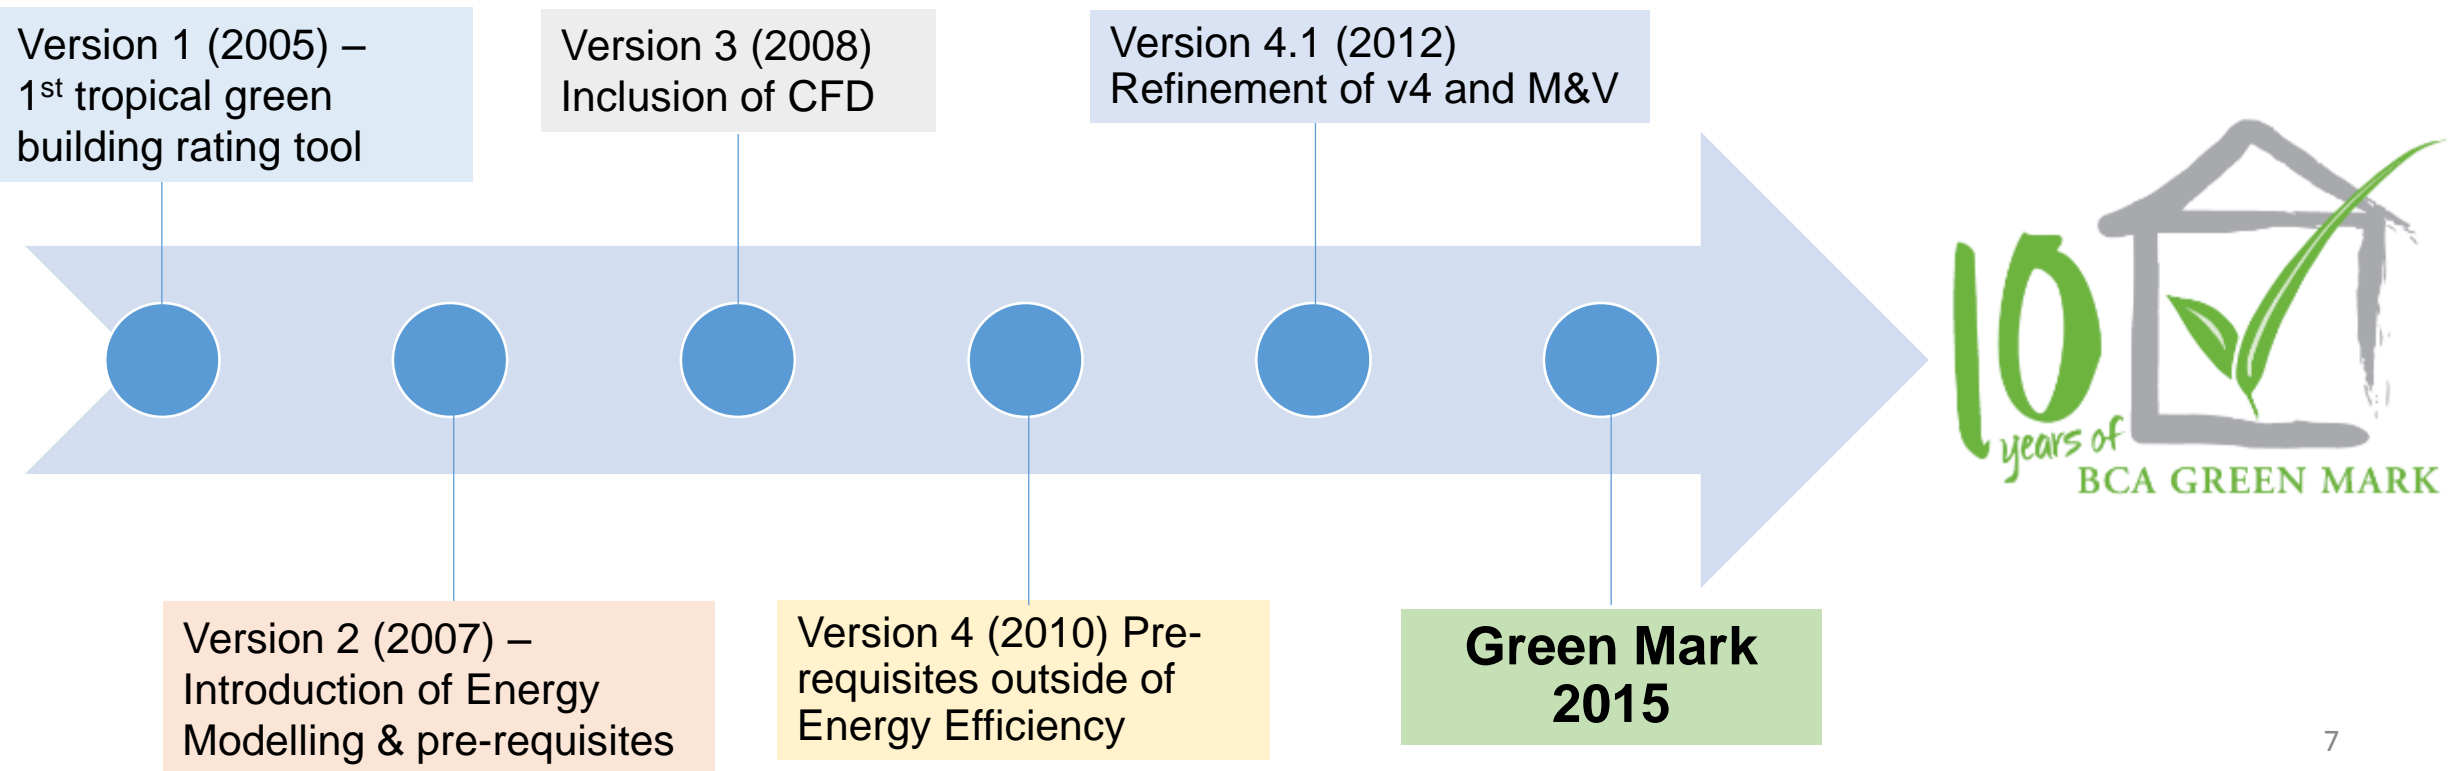 Version 1 (2005) –
1st tropical green
building rating tool
Version 3 (2008)
Inclusion of CFD
Version 4.1 (2012)
Refinement of v4 and M&V
Version 2 (2007) –
Introduction of Energy
Modelling & pre-requisites
Version 4 (2010) Pre-
requisites outside of
Energy Efficiency
Green Mark
2015
10
years of
BCA GREEN MARK
7